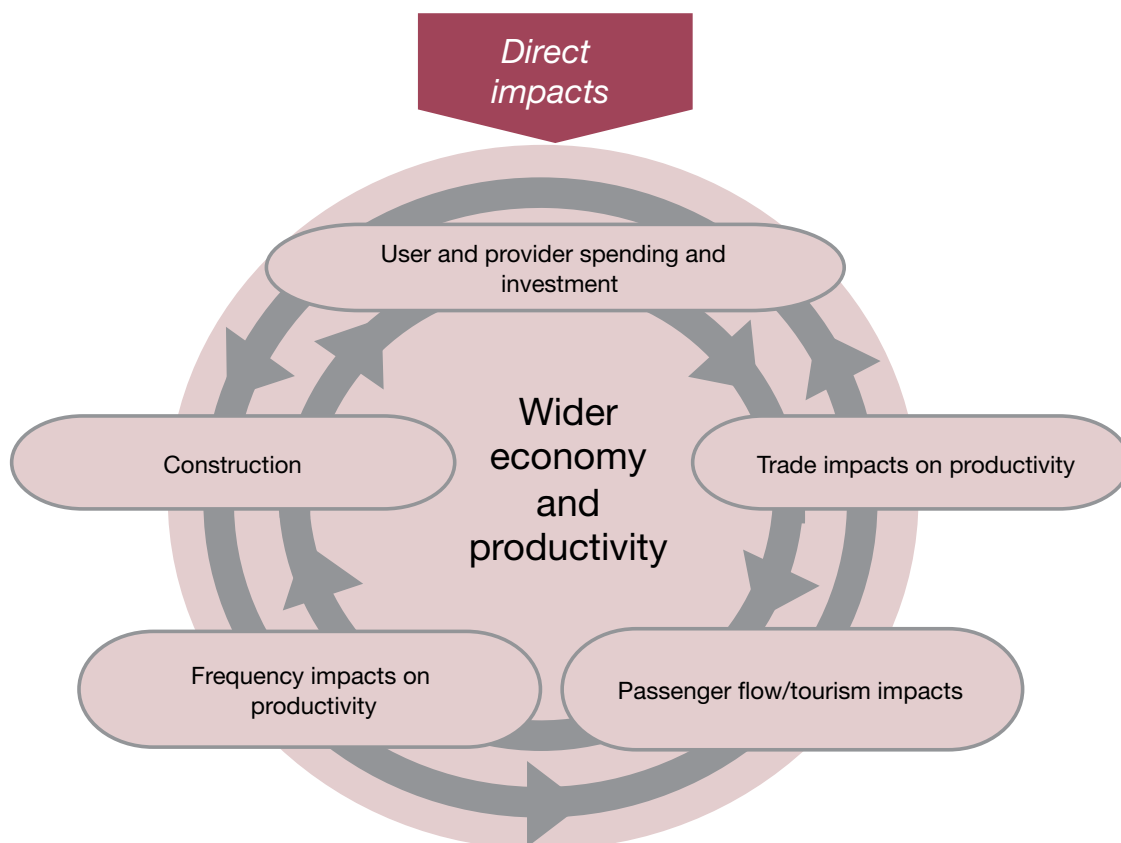 Direct
impacts
User and provider spending and
investment
Wider
economy
and
productivity
Construction
Trade impacts on productivity
Frequency impacts on
productivity
Passenger flow/tourism impacts